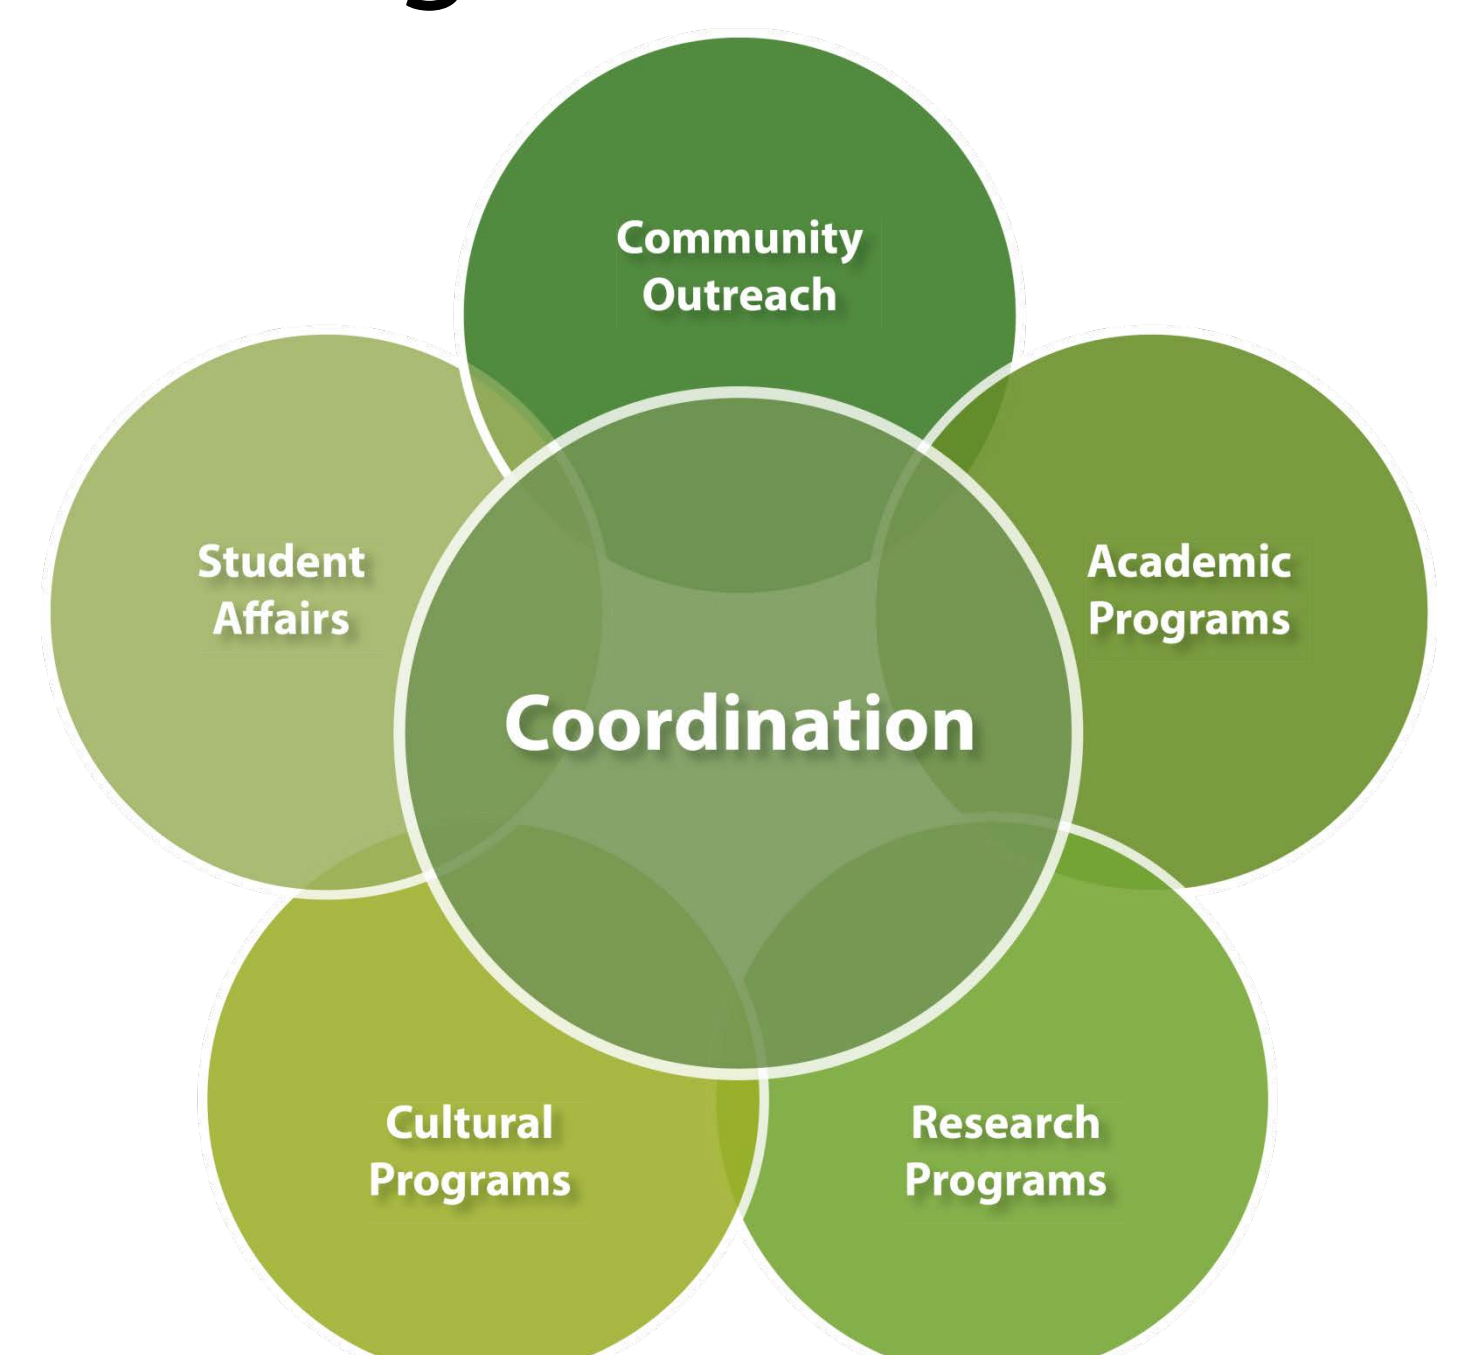 Community
Outreach
Student
Affairs
Academic
Programs
Coordination
Cultural
Programs
Research
Programs